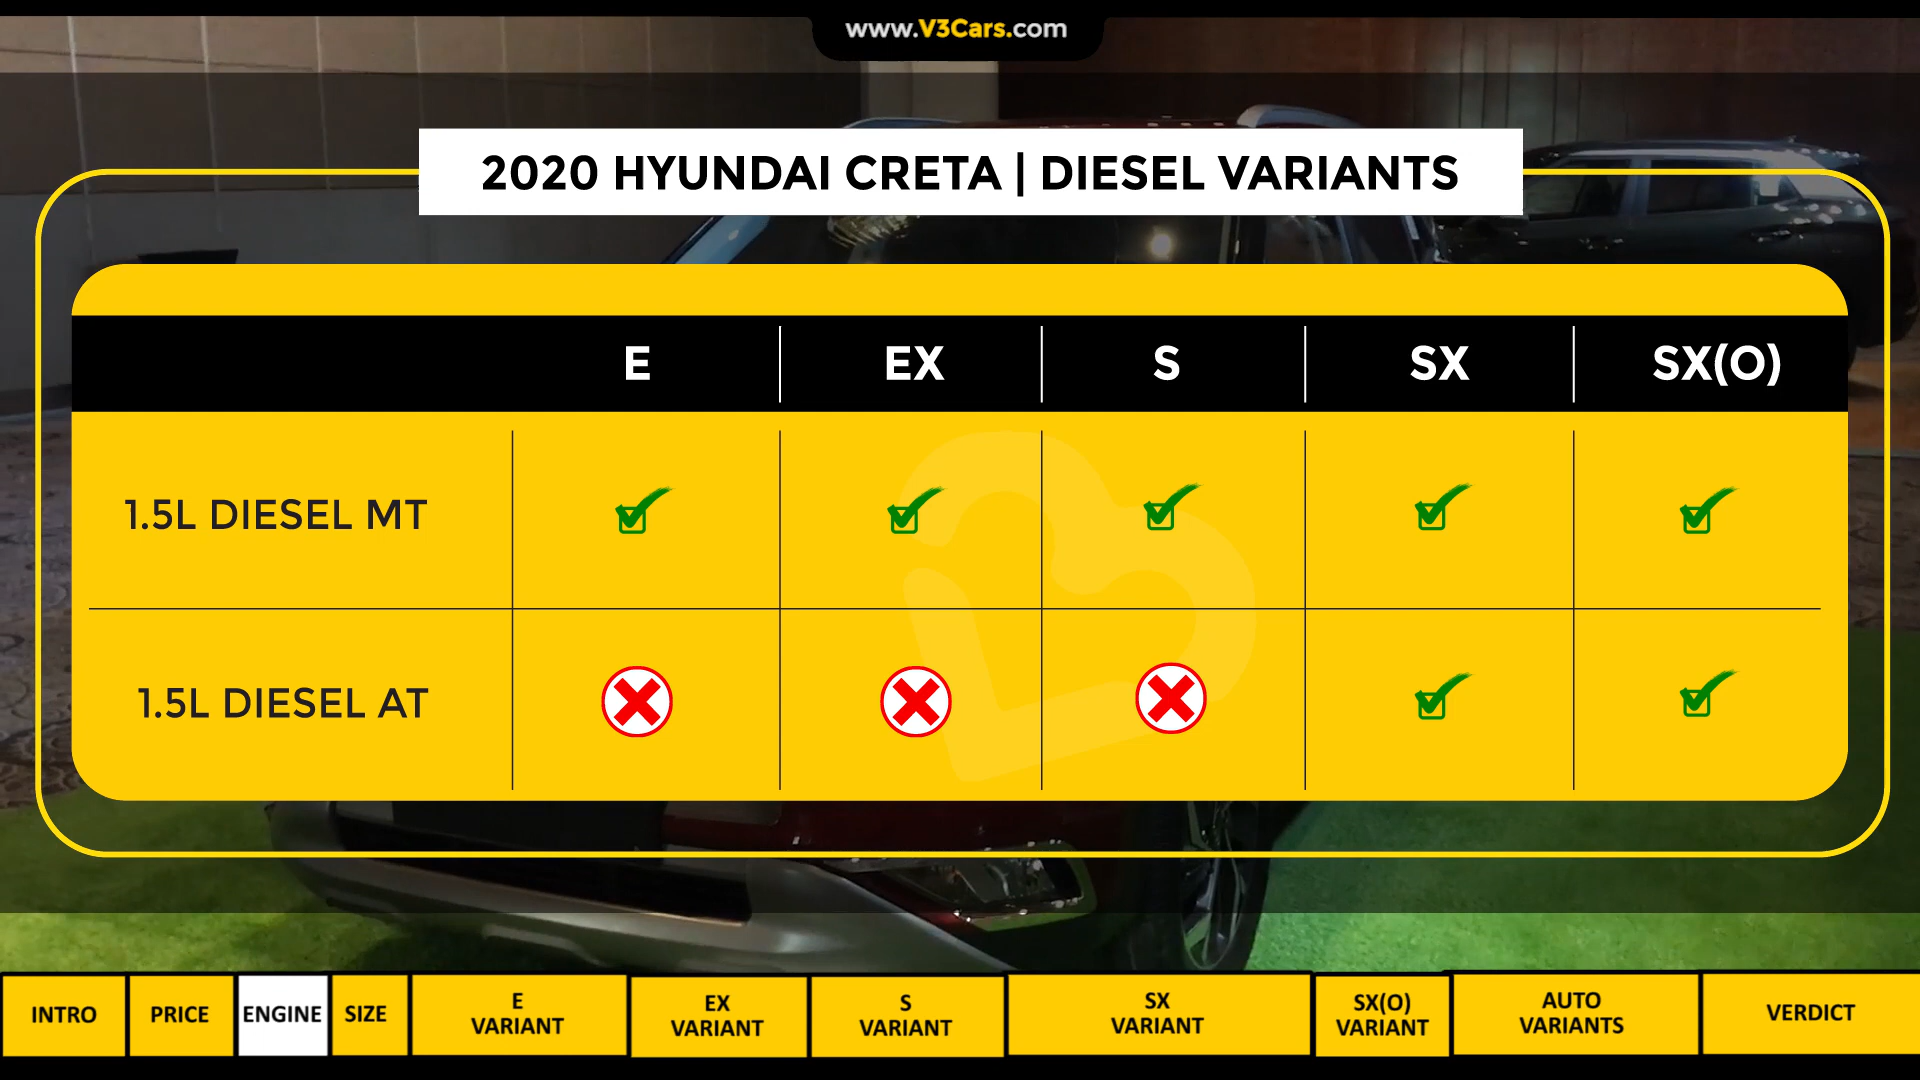 www.V3Cars.com
2020 HYUNDAI CRETA | DIESEL VARIANTS
E EX S SX SX(O)
1.5L DIESEL MT
1.5L DIESEL AT
INTRO
PRICE
ENGINE
SIZE
E
VARIANT
EX
VARIANT
S
VARIANT
SX
VARIANT
SX(O)
VARIANT
AUTO
VARIANTS
VERDICT